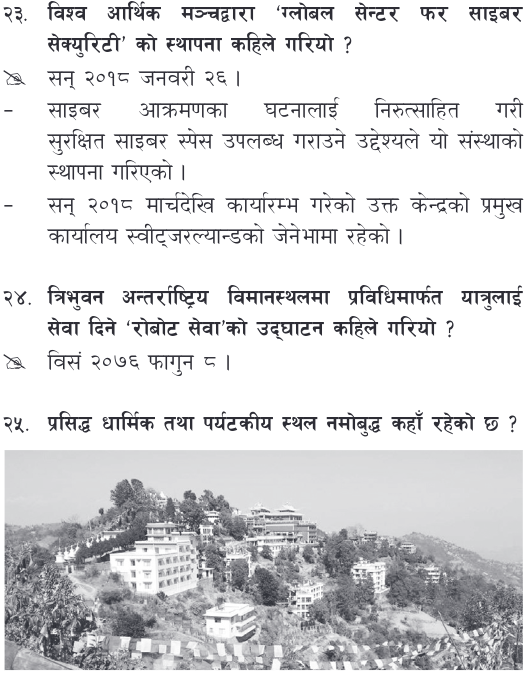 २३. विश्व आर्थिक मञ्चद्वारा ‘ग्लोबल सेन्टर फर साइबर
सेक्युरिटी’ को स्थापना कहिले गरियो ?
सन् २०१८ जनवरी २६ ।
– साइबर आक्रमणका घटनालाई निरुत्साहित गरी
सुरक्षित साइबर स्पेस उपलब्ध गराउने उद्देश्यले यो संस्थाको
स्थापना गरिएको ।
– सन् २०१८ मार्चदेखि कार्यारम्भ गरेको उक्त केन्द्रको प्रमुख
कार्यालय स्वीट्जरल्यान्डको जेनेभामा रहेको ।
२४. त्रिभुवन अन्तर्राष्ट्रिय विमानस्थलमा प्रविधिमार्फत यात्रुलाई
सेवा दिने ‘रोबोट सेवा’को उद्‌घाटन कहिले गरियो ?
विसं २०७६ फागुन ८ ।
२५. प्रसिद्ध धार्मिक तथा पर्यटकीय स्थल नमोबुद्ध कहाँ रहेको छ ?